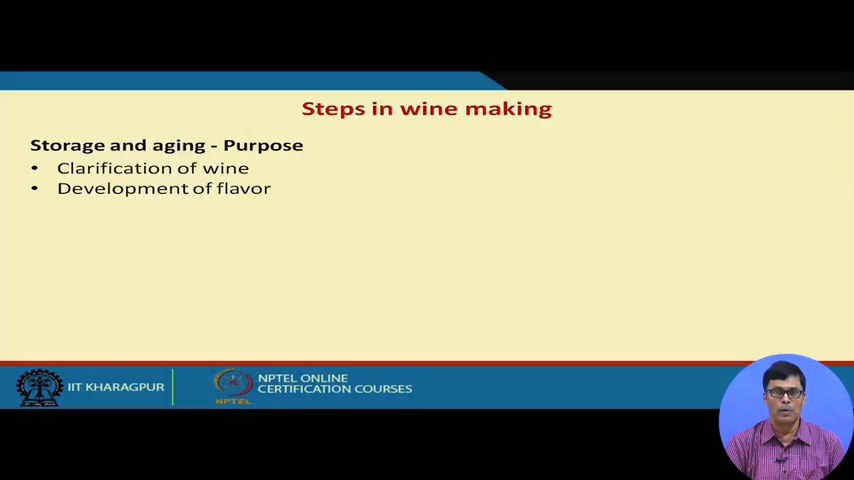 Steps in wine making
Storage and aging - Purpose
• Clarification of wine
• Development of flavor
IIT KHARAGPUR
NPTEL
NPTEL ONLINE
CERTIFICATION COURSES